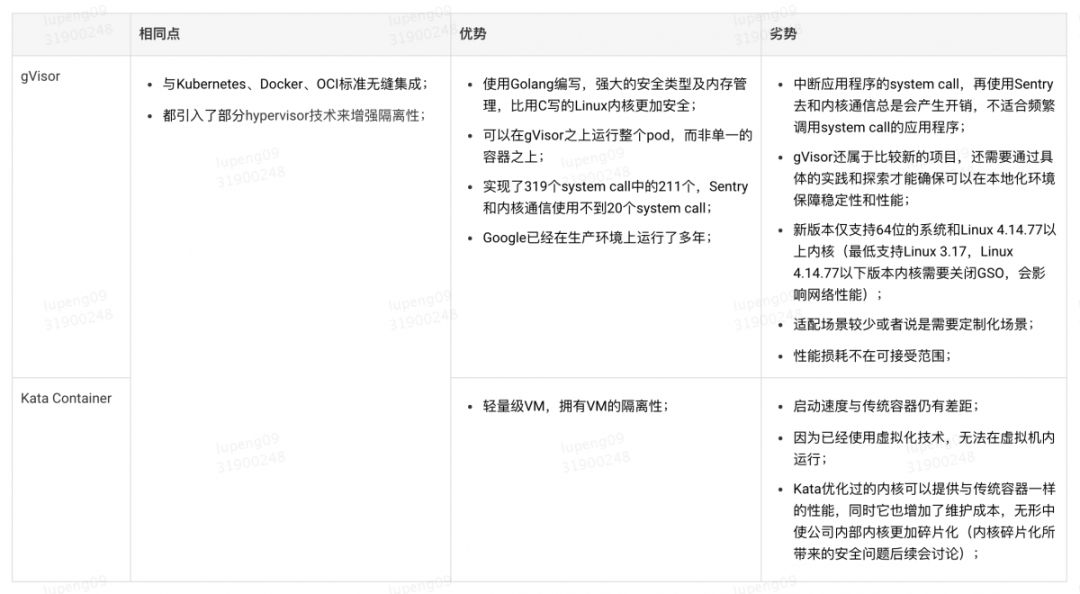 相同点
优势
劣势
gVisor
• 与Kubernetes、Docker、OCI标准无缝集成；
• 都引入了部分hypervisor技术来增强隔离性；
• 使用Golang编写，强大的安全类型及内存管
理，比用C写的Linux内核更加安全；
• 可以在gVisor之上运行整个pod，而非单一的
容器之上；
• 实现了319个system call中的211个，Sentry
和内核通信使用不到20个system call；
• Google已经在生产环境上运行了多年；
• 中断应用程序的system call，再使用Sentry
去和内核通信总是会产生开销，不适合频繁
调用system call的应用程序；
• gVisor还属于比较新的项目，还需要通过具
体的实践和探索才能确保可以在本地化环境
保障稳定性和性能；
• 新版本仅支持64位的系统和Linux 4.14.77以
上内核（最低支持Linux 3.17，Linux
4.14.77以下版本内核需要关闭GSO，会影
响网络性能）；
• 适配场景较少或者说是需要定制化场景；
• 性能损耗不在可接受范围；
Kata Container
• 轻量级VM，拥有VM的隔离性；
• 启动速度与传统容器仍有差距；
• 因为已经使用虚拟化技术，无法在虚拟机内
运行；
• Kata优化过的内核可以提供与传统容器一样
的性能，同时它也增加了维护成本，无形中
使公司内部内核更加碎片化（内核碎片化所
带来的安全问题后续会讨论）；
lupeng09
31900248